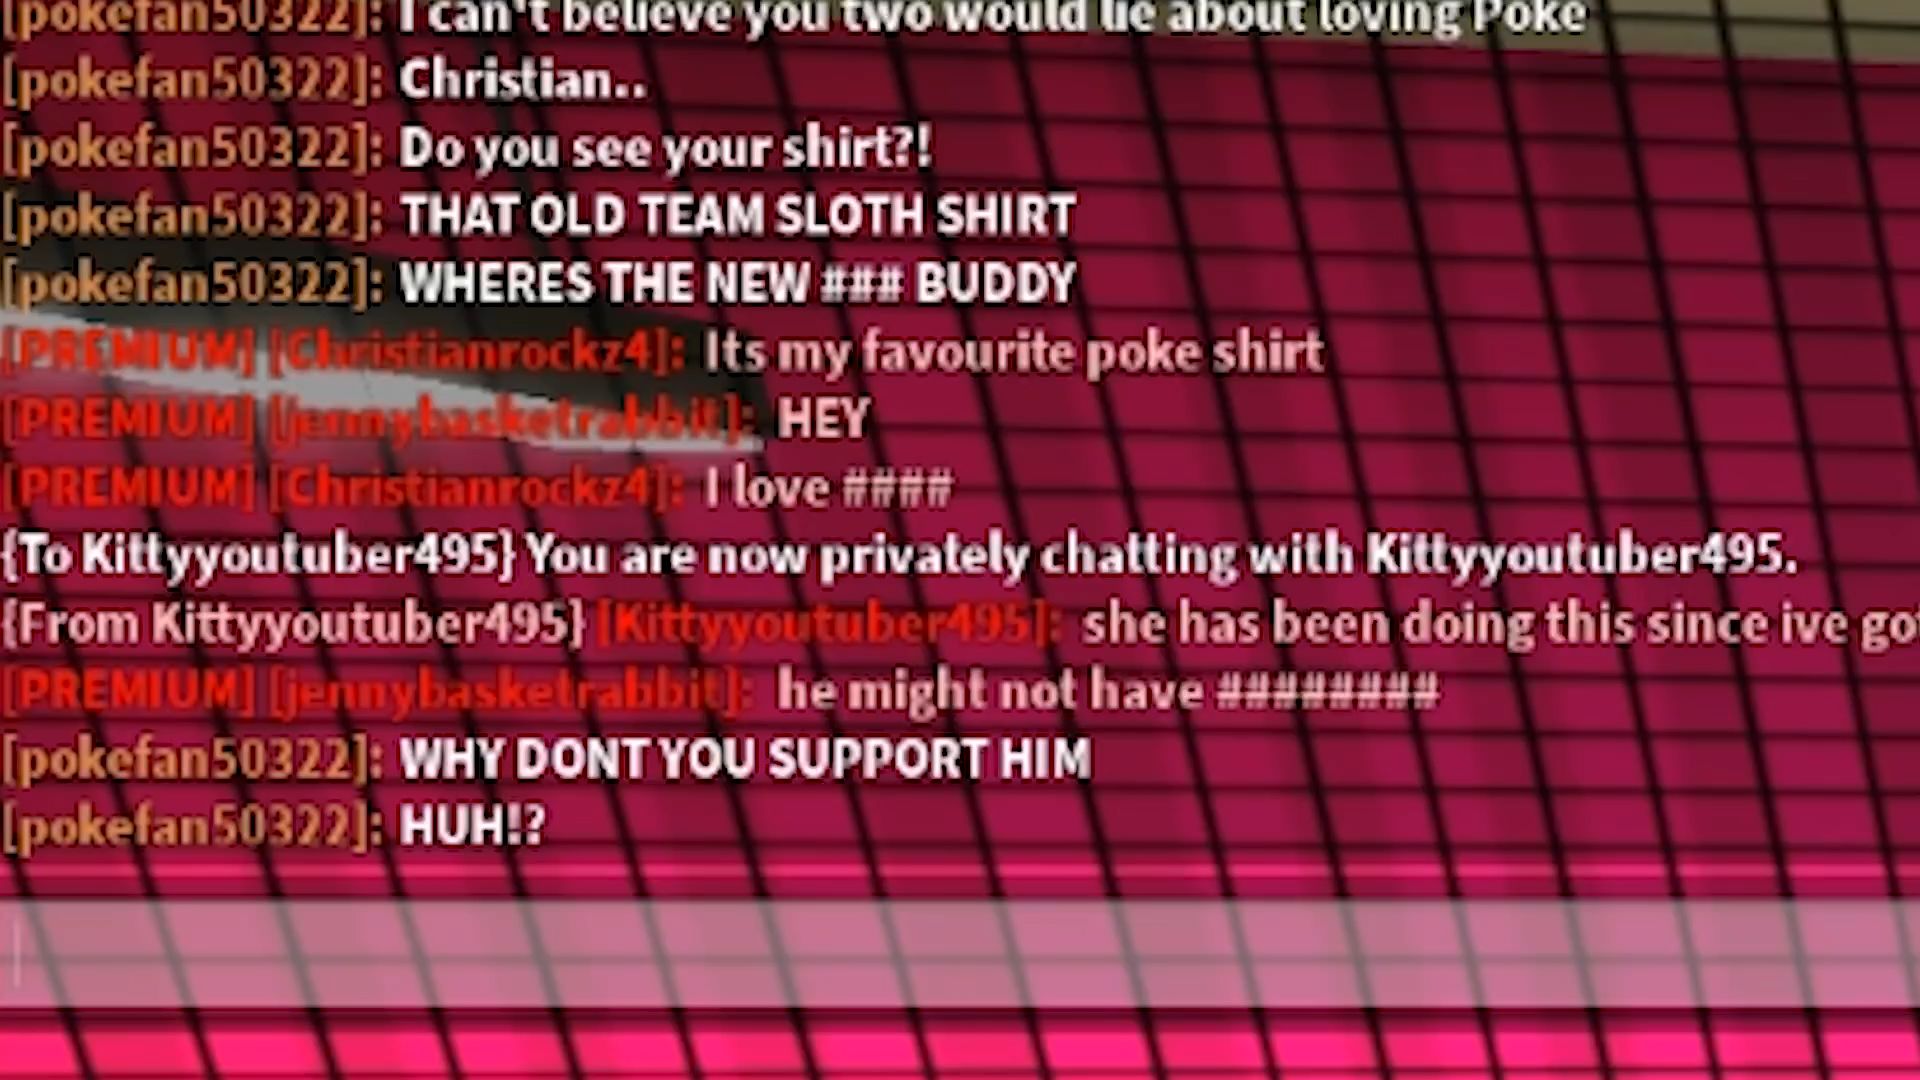 [pokefan50322]: I can't believe you two would lie about loving Poke
[pokefan50322]: Christian..
[pokefan50322]: Do you see your shirt?!
[pokefan50322]: THAT OLD TEAM SLOTH SHIRT
[pokefan50322]: WHERES THE NEW ### BUDDY
[PREMIUM] [Christianrockz4]: Its my favourite poke shirt
[PREMIUM] [jennybasketrabbit]: HEY
[PREMIUM] [Christianrockz4]: I love ####
{To Kittyyoutuber495} You are now privately chatting with Kittyyoutuber495.
{From Kittyyoutuber495} [Kittyyoutuber495]: she has been doing this since ive got
[PREMIUM] [jennybasketrabbit]: he might not have ########
[pokefan50322]: WHY DONT YOU SUPPORT HIM
[pokefan50322]: HUH!?